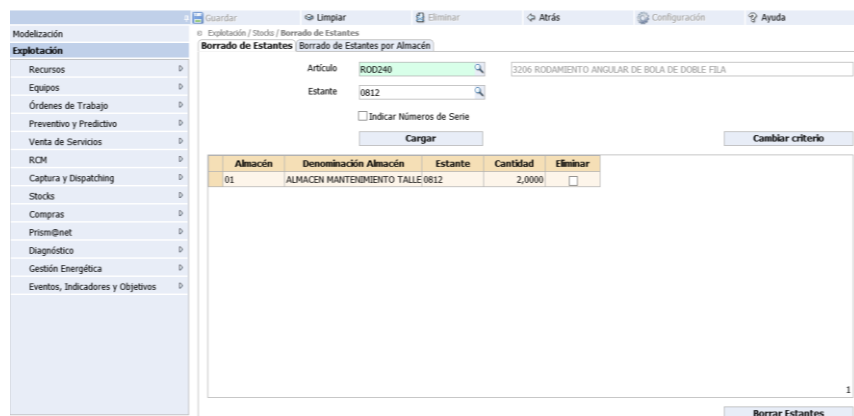 Guardar Limpiar Eliminar Atrás Configuración Ayuda
Modelización
Explotación
Recursos
Equipos
Órdenes de Trabajo
Preventivo y Predictivo
Venta de Servicios
RCM
Captura y Dispatching
Stocks
Compras
Prism@net
Diagnóstico
Gestión Energética
Eventos, Indicadores y Objetivos
Explotación / Stocks / Borrado de Estantes
Borrado de Estantes Borrado de Estantes por Almacén
Artículo ROD240 3206 RODAMIENTO ANGULAR DE BOLA DE DOBLE FILA
Estante 0812
Indicar Números de Serie
Cargar Cambiar criterio
Almacén Denominación Almacén Estante Cantidad Eliminar
01 ALMACEN MANTENIMIENTO TALLE 0812 2,0000
1
Borrar Estantes